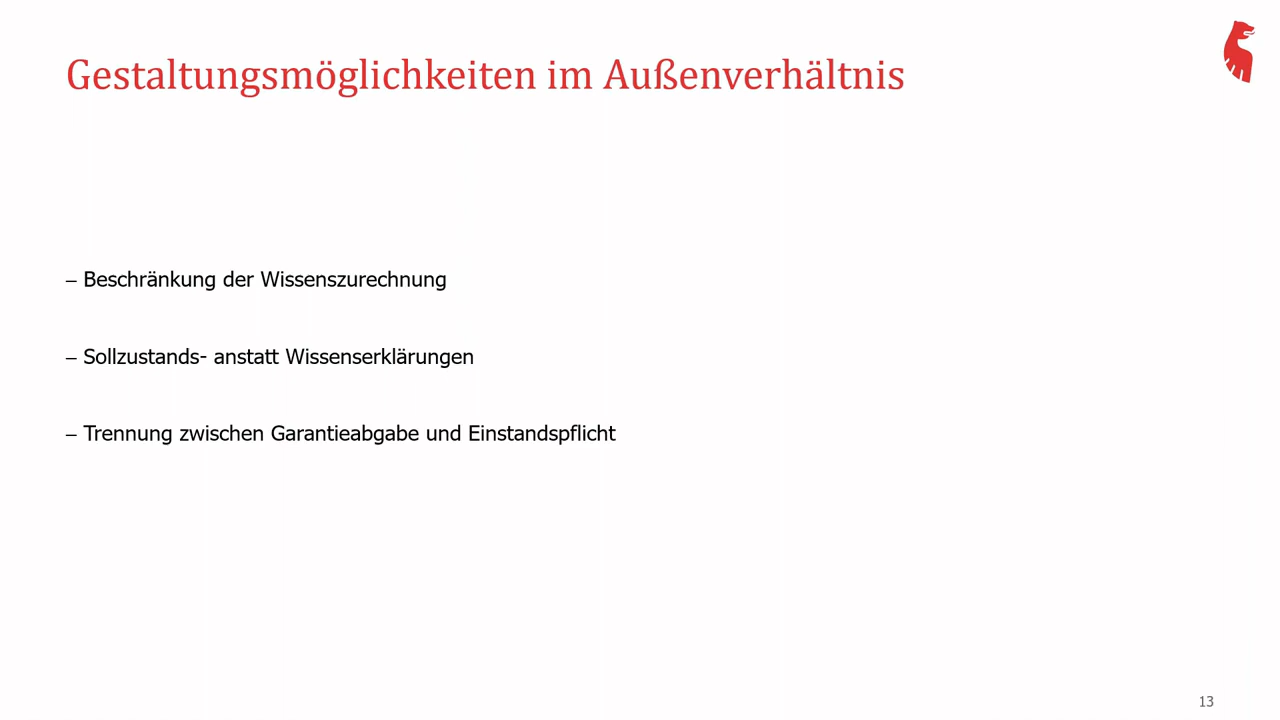 Gestaltungsmöglichkeiten im Außenverhältnis
– Beschränkung der Wissenszurechnung
– Sollzustands- anstatt Wissenserklärungen
– Trennung zwischen Garantieabgabe und Einstandspflicht
13